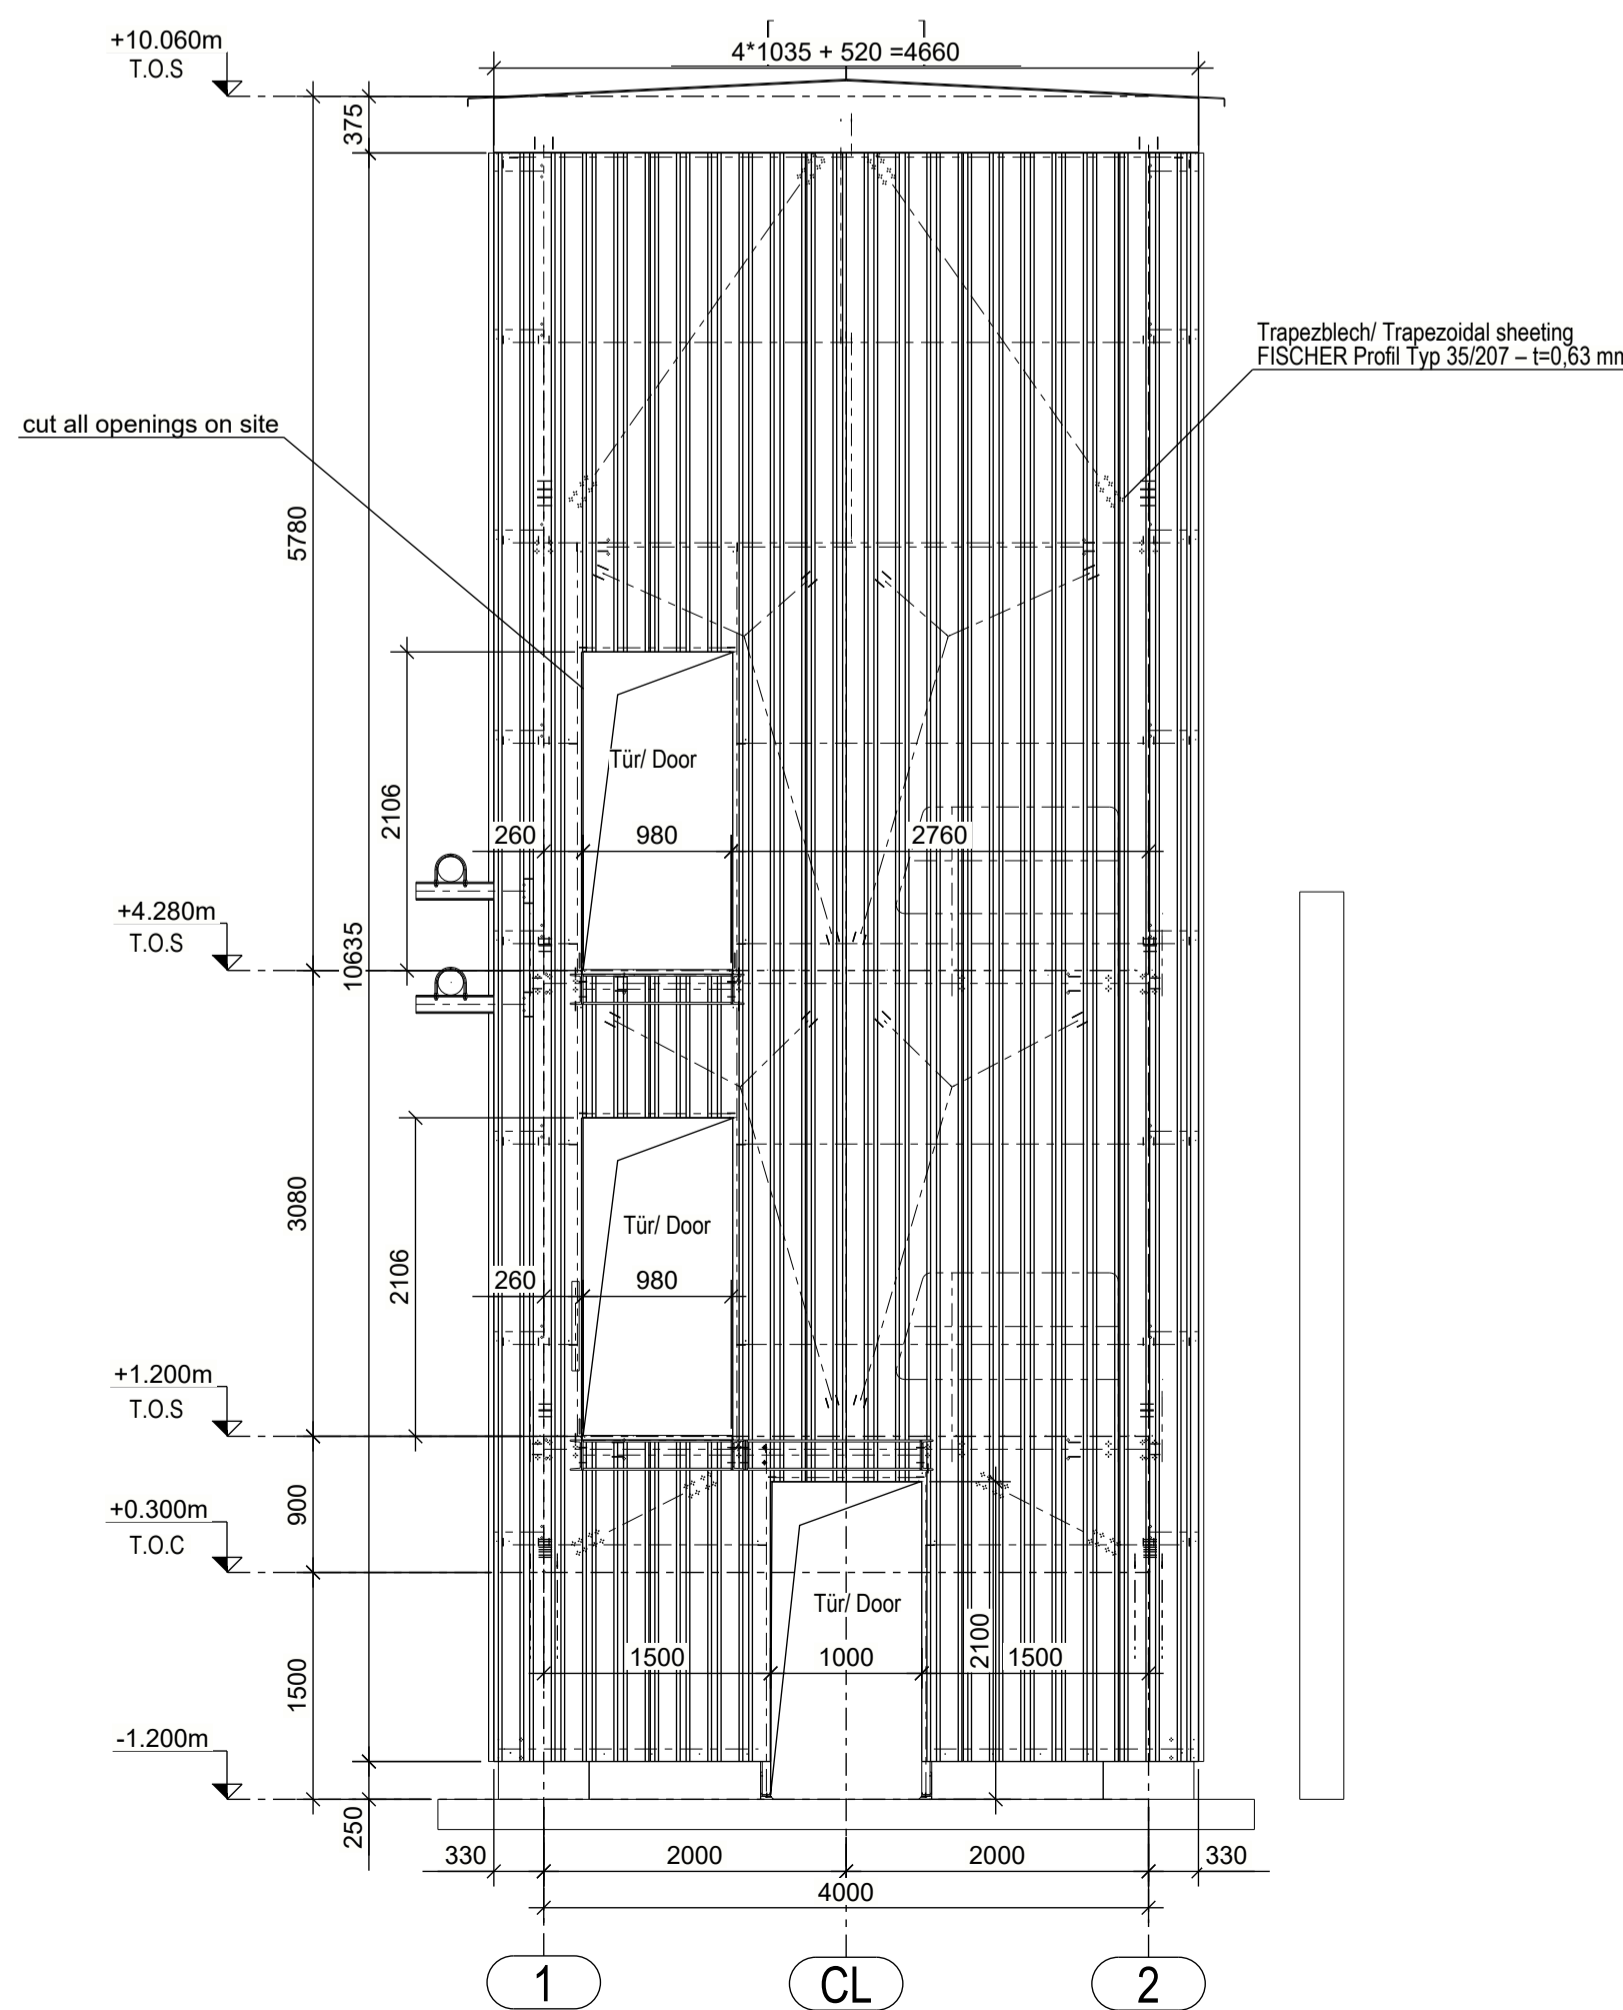 +10.060m
T.O.S
4*1035 + 520 =4660
375
Trapezblech/ Trapezoidal sheeting
FISCHER Profil Typ 35/207 – t=0,63 mm
cut all openings on site
5780
2106
Tür/ Door
260
980
2760
+4.280m
T.O.S
10635
3080
2106
Tür/ Door
260
980
+1.200m
T.O.S
900
+0.300m
T.O.C
Tür/ Door
2100
1500
1000
1500
1500
-1.200m
250
330
2000
2000
330
4000
1
CL
2